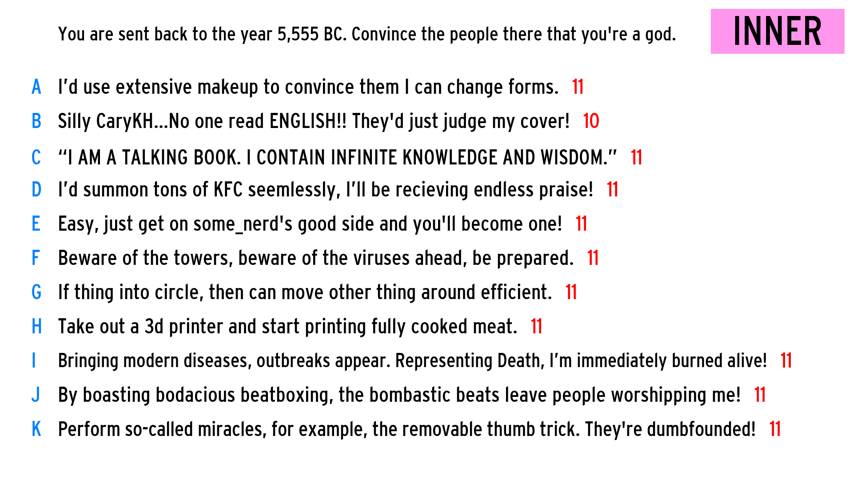 You are sent back to the year 5,555 BC. Convince the people there that you're a god. INNER
A I'd use extensive makeup to convince them I can change forms. 11
B Silly CaryKH...No one read ENGLISH!! They'd just judge my cover! 10
C “I AM A TALKING BOOK. I CONTAIN INFINITE KNOWLEDGE AND WISDOM.” 11
D I'd summon tons of KFC seemlessly, I'll be recieving endless praise! 11
E Easy, just get on some_nerd's good side and you'll become one! 11
F Beware of the towers, beware of the viruses ahead, be prepared. 11
G If thing into circle, then can move other thing around efficient. 11
H Take out a 3d printer and start printing fully cooked meat. 11
I Bringing modern diseases, outbreaks appear. Representing Death, I'm immediately burned alive! 11
J By boasting bodacious beatboxing, the bombastic beats leave people worshipping me! 11
K Perform so-called miracles, for example, the removable thumb trick. They're dumbfounded! 11